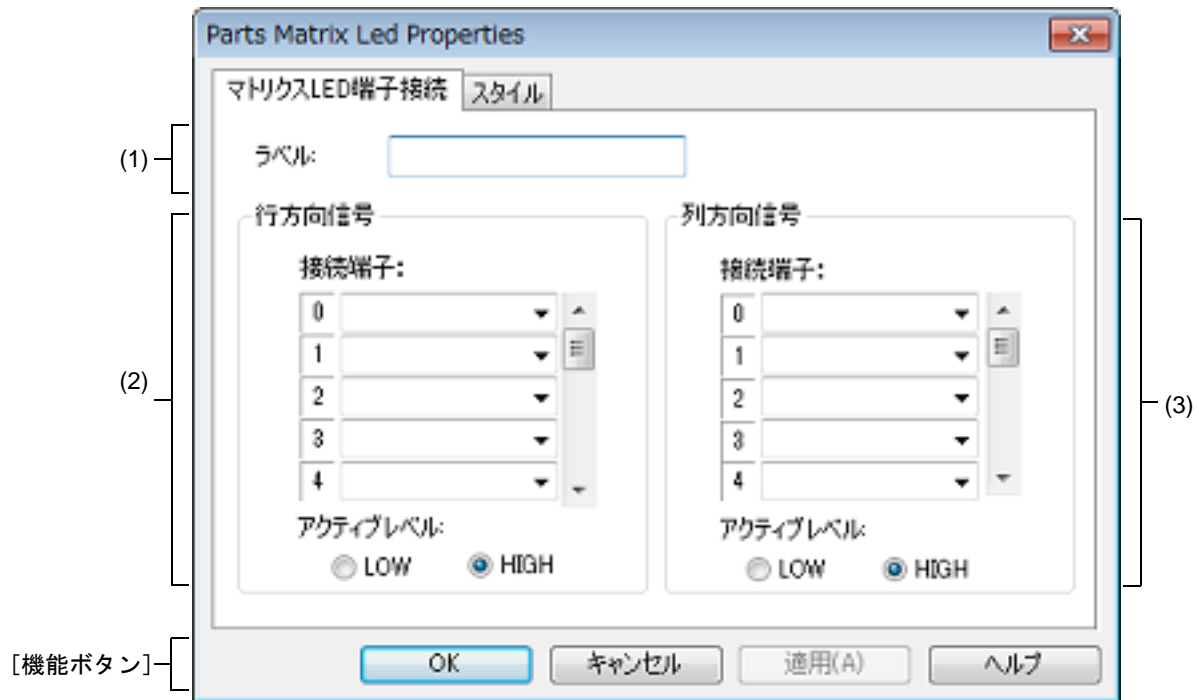 Parts Matrix Led Properties
マトリクスLED端子接続 スタイル
(1)
ラベル:
行方向信号
列方向信号
(2)
接続端子:
0
1
2
3
4
アクティブレベル:
LOW HIGH
接続端子:
0
1
2
3
4
アクティブレベル:
LOW HIGH
(3)
[機能ボタン]
OK キャンセル 適用(A) ヘルプ